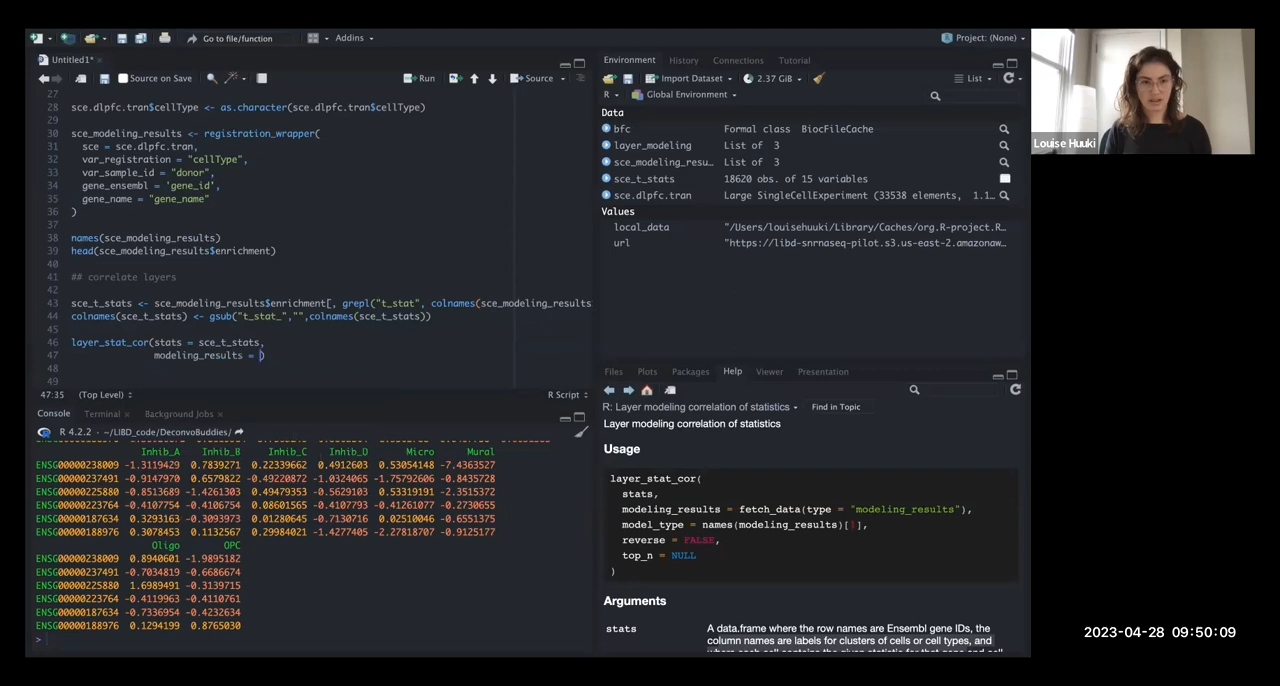 Go to file/function
Addins
Project: (None)
Untitled1*
Source on Save
Run
Source
27
28 sce.dlpfc.tran$cellType <- as.character(sce.dlpfc.tran$cellType)
29
30 sce_modeling_results <- registration_wrapper(
31 sce = sce.dlpfc.tran,
32 var_registration = "cellType",
33 var_sample_id = "donor",
34 gene_ensembl = 'gene_id',
35 gene_name = "gene_name"
36 )
37
38 names(sce_modeling_results)
39 head(sce_modeling_results$enrichment)
40
41 ## correlate layers
42
43 sce_t_stats <- sce_modeling_results$enrichment[, grepl("t_stat", colnames(sce_modeling_results
44 colnames(sce_t_stats) <- gsub("t_stat_","",colnames(sce_t_stats))
45
46 layer_stat_cor(stats = sce_t_stats,
47 modeling_results = )
48
49
47:35 (Top Level) R Script
Console Terminal Background Jobs
R 4.2.2 · ~/LIBD_code/DeconvoBuddies/
Inhib_A Inhib_B Inhib_C Inhib_D Micro Mural
ENSG00000238009 -1.3119429 0.7839271 0.22339662 0.4912603 0.53054148 -7.4363527
ENSG00000237491 -0.9147970 0.6579822 -0.49220872 -1.0324065 -1.75792606 -0.8435728
ENSG00000225880 -0.8513689 -1.4261303 0.49479353 -0.5629103 0.53319191 -2.3515372
ENSG00000223764 -0.4107754 -0.4106754 0.08601565 -0.4107793 -0.41261077 -0.2730655
ENSG00000187634 0.3293163 -0.3093973 0.01280645 -0.7130716 0.02510046 -0.6551375
ENSG00000188976 0.3078453 0.1132567 0.29984021 -1.4277405 -2.27818707 -0.9125177
Oligo OPC
ENSG00000238009 0.8940601 -1.9895182
ENSG00000237491 -0.7034819 -0.6686674
ENSG00000225880 1.6989491 -0.3139715
ENSG00000223764 -0.4119963 -0.4110761
ENSG00000187634 -0.7336954 -0.4232634
ENSG00000188976 0.1294199 0.8765030
>
Environment History Connections Tutorial
Import Dataset 2.37 GiB List
R Global Environment
Data
bfc Formal class BiocFileCache
layer_modeling List of 3
sce_modeling_resu… List of 3
sce_t_stats 18620 obs. of 15 variables
sce.dlpfc.tran Large SingleCellExperiment (33538 elements, 1.1…
Values
local_data "/Users/louisehuuki/Library/Caches/org.R-project.R…
url "https://libd-snrnaseq-pilot.s3.us-east-2.amazonaw…
Files Plots Packages Help Viewer Presentation
R: Layer modeling correlation of statistics Find in Topic
Layer modeling correlation of statistics
Usage
layer_stat_cor(
stats,
modeling_results = fetch_data(type = "modeling_results"),
model_type = names(modeling_results)[1],
reverse = FALSE,
top_n = NULL
)
Arguments
stats A data.frame where the row names are Ensembl gene IDs, the
column names are labels for clusters of cells or cell types, and
where each cell contains the given statistic for that gene and cell
Louise Huuki
2023-04-28 09:50:09